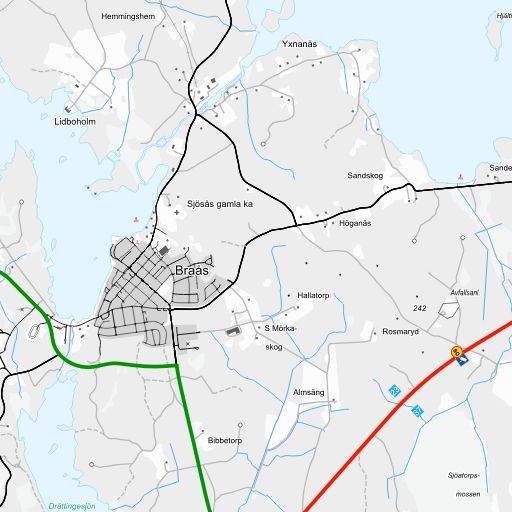 Hemmingshem
Hjält
Yxnanäs
Lidboholm
Sandskog
Sande
Sjösås gamla ka
Höganäs
Braås
Hallatorp
Avfallsanl.
242
S Mörka-
skog
Rosmaryd
Almsäng
Bibbetorp
Sjöatorps-
mossen
Drättingesjön